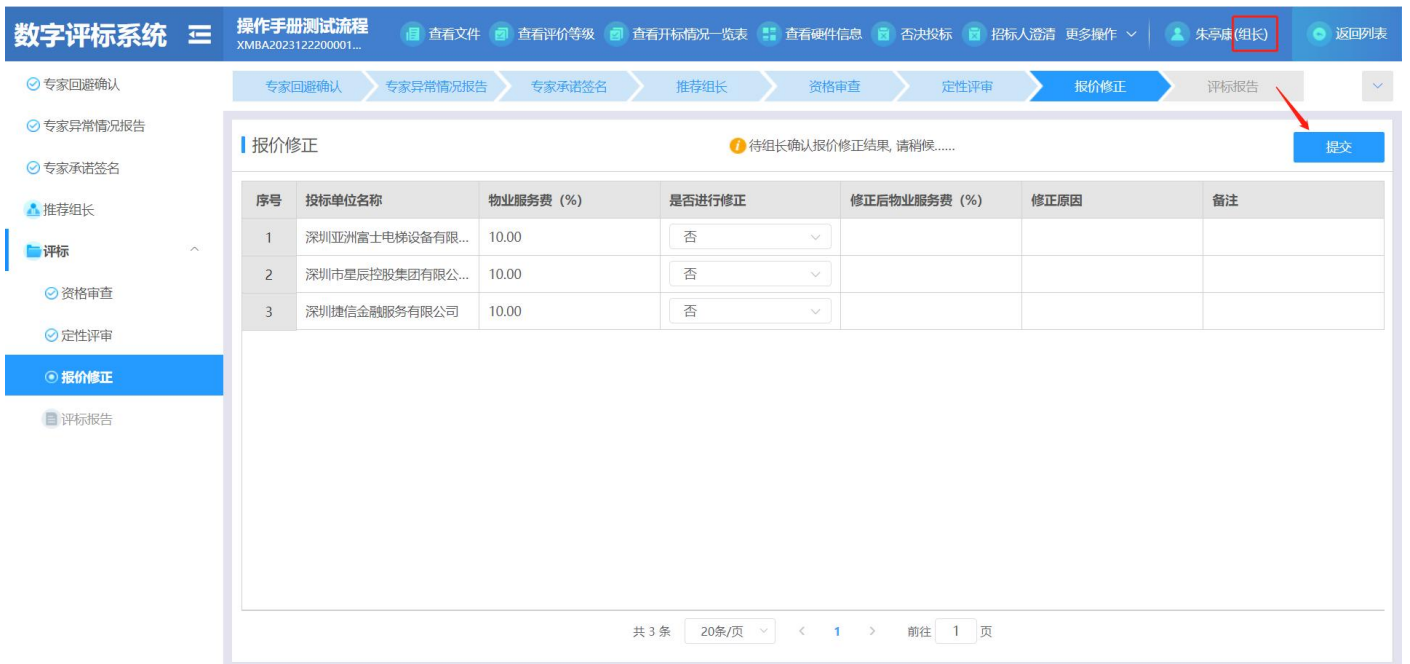 数字评标系统
操作手册测试流程
XMBA2023122200001...
查看文件
查看评价等级
查看开标情况一览表
查看硬件信息
否决投标
招标人澄清
更多操作
朱亭康(组长)
返回列表
专家回避确认
专家异常情况报告
专家承诺签名
推荐组长
评标
资格审查
定性评审
报价修正
评标报告
专家回避确认
专家异常情况报告
专家承诺签名
推荐组长
资格审查
定性评审
报价修正
评标报告
报价修正
待组长确认报价修正结果, 请稍候......
提交
序号 投标单位名称 物业服务费（%） 是否进行修正 修正后物业服务费（%） 修正原因 备注
1 深圳亚洲富士电梯设备有限... 10.00 否
2 深圳市星辰控股集团有限公... 10.00 否
3 深圳捷信金融服务有限公司 10.00 否
共 3 条 20条/页 < 1 > 前往 1 页